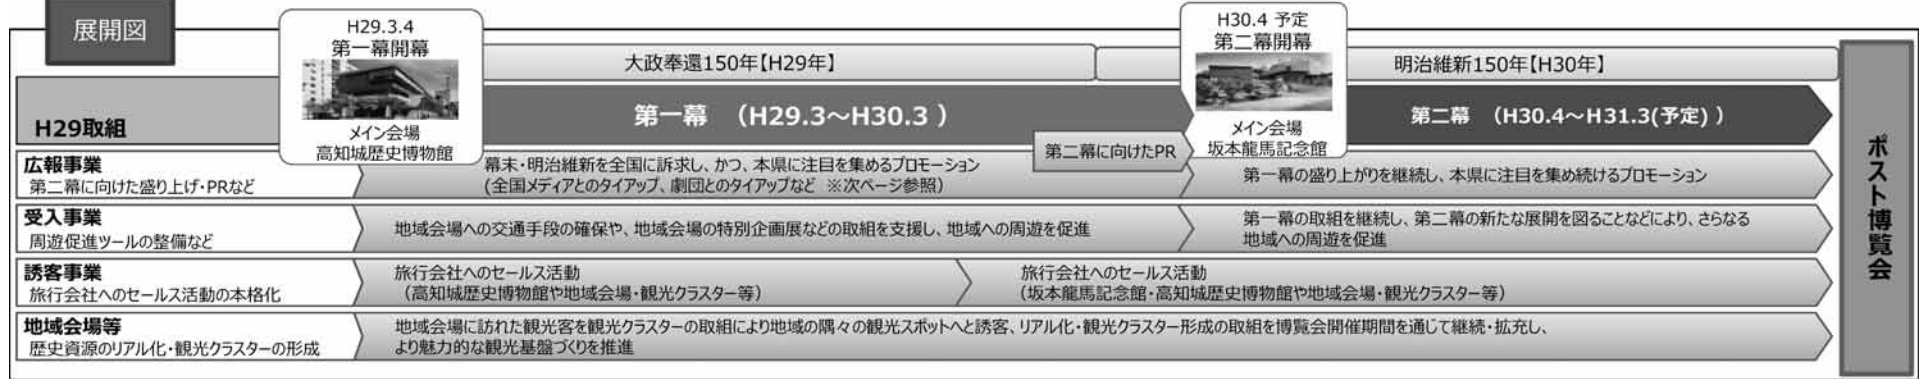 展開図
H29.3.4
第一幕開幕
メイン会場
高知城歴史博物館
大政奉還150年【H29年】
H30.4 予定
第二幕開幕
メイン会場
坂本龍馬記念館
明治維新150年【H30年】
H29取組
第一幕 （H29.3～H30.3 ）
第二幕 （H30.4～H31.3(予定) ）
第二幕に向けたPR
広報事業
第二幕に向けた盛り上げ・PRなど
幕末・明治維新を全国に訴求し、かつ、本県に注目を集めるプロモーション
(全国メディアとのタイアップ、劇団とのタイアップなど ※次ページ参照)
第一幕の盛り上がりを継続し、本県に注目を集め続けるプロモーション
受入事業
周遊促進ツールの整備など
地域会場への交通手段の確保や、地域会場の特別企画展などの取組を支援し、地域への周遊を促進
第一幕の取組を継続し、第二幕の新たな展開を図ることなどにより、さらなる
地域への周遊を促進
誘客事業
旅行会社へのセールス活動の本格化
旅行会社へのセールス活動
（高知城歴史博物館や地域会場・観光クラスター等）
旅行会社へのセールス活動
（坂本龍馬記念館・高知城歴史博物館や地域会場・観光クラスター等）
地域会場等
歴史資源のリアル化・観光クラスターの形成
地域会場に訪れた観光客を観光クラスターの取組により地域の隅々の観光スポットへと誘客、リアル化・観光クラスター形成の取組を博覧会開催期間を通じて継続・拡充し、
より魅力的な観光基盤づくりを推進
ポスト博覧会